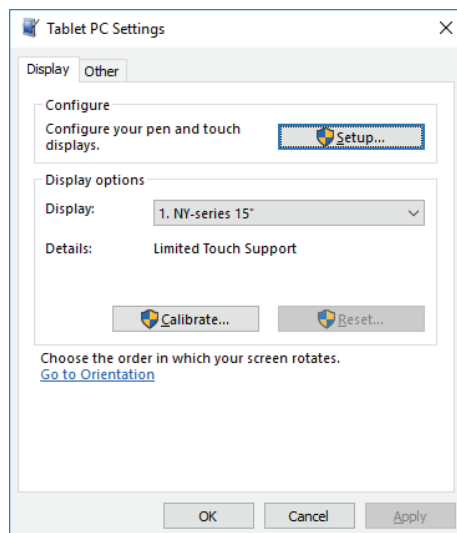 Tablet PC Settings
Display
Other
Configure
Configure your pen and touch
displays.
Setup...
Display options
Display:
1. NY-series 15"
Details:
Limited Touch Support
Calibrate...
Reset...
Choose the order in which your screen rotates.
Go to Orientation
OK
Cancel
Apply